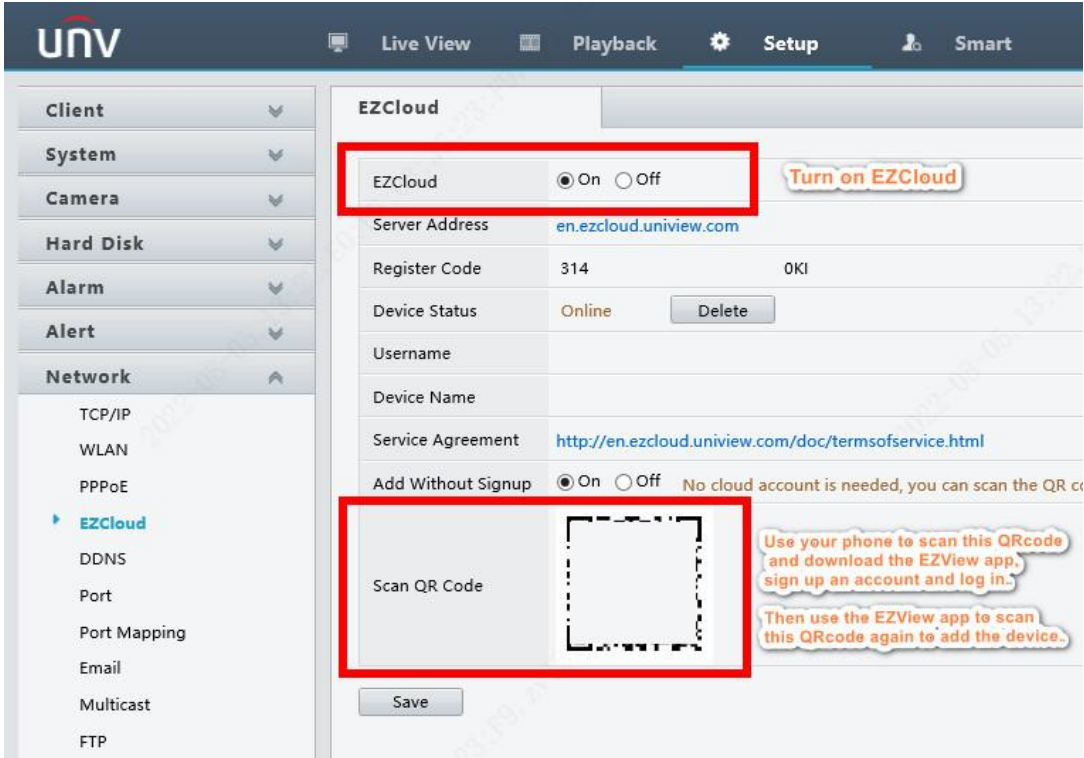 unv
Live View Playback Setup Smart
Client
System
Camera
Hard Disk
Alarm
Alert
Network
TCP/IP
WLAN
PPPoE
EZCloud
DDNS
Port
Port Mapping
Email
Multicast
FTP
EZCloud
EZCloud On Off Turn on EZCloud
Server Address en.ezcloud.uniview.com
Register Code 314 0KI
Device Status Online Delete
Username
Device Name
Service Agreement http://en.ezcloud.uniview.com/doc/termsofservice.html
Add Without Signup On Off No cloud account is needed, you can scan the QR co
Scan QR Code
Use your phone to scan this QRcode
and download the EZView app,
sign up an account and log in..
Then use the EZView app to scan
this QRcode again to add the device..
Save